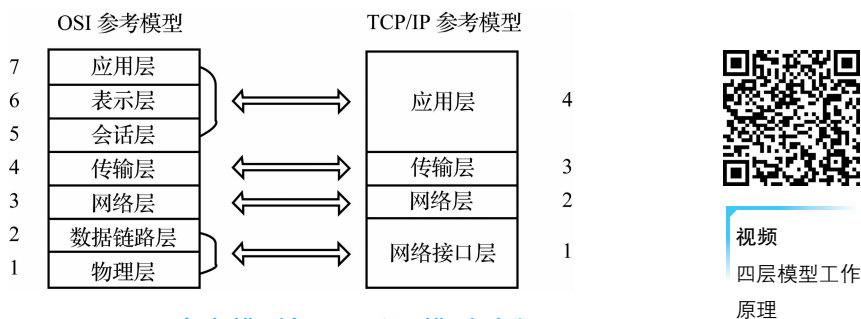 OSI 参考模型
TCP/IP 参考模型
7 应用层
6 表示层
5 会话层
4 传输层
3 网络层
2 数据链路层
1 物理层
应用层 4
传输层 3
网络层 2
网络接口层 1
视频
四层模型工作
原理